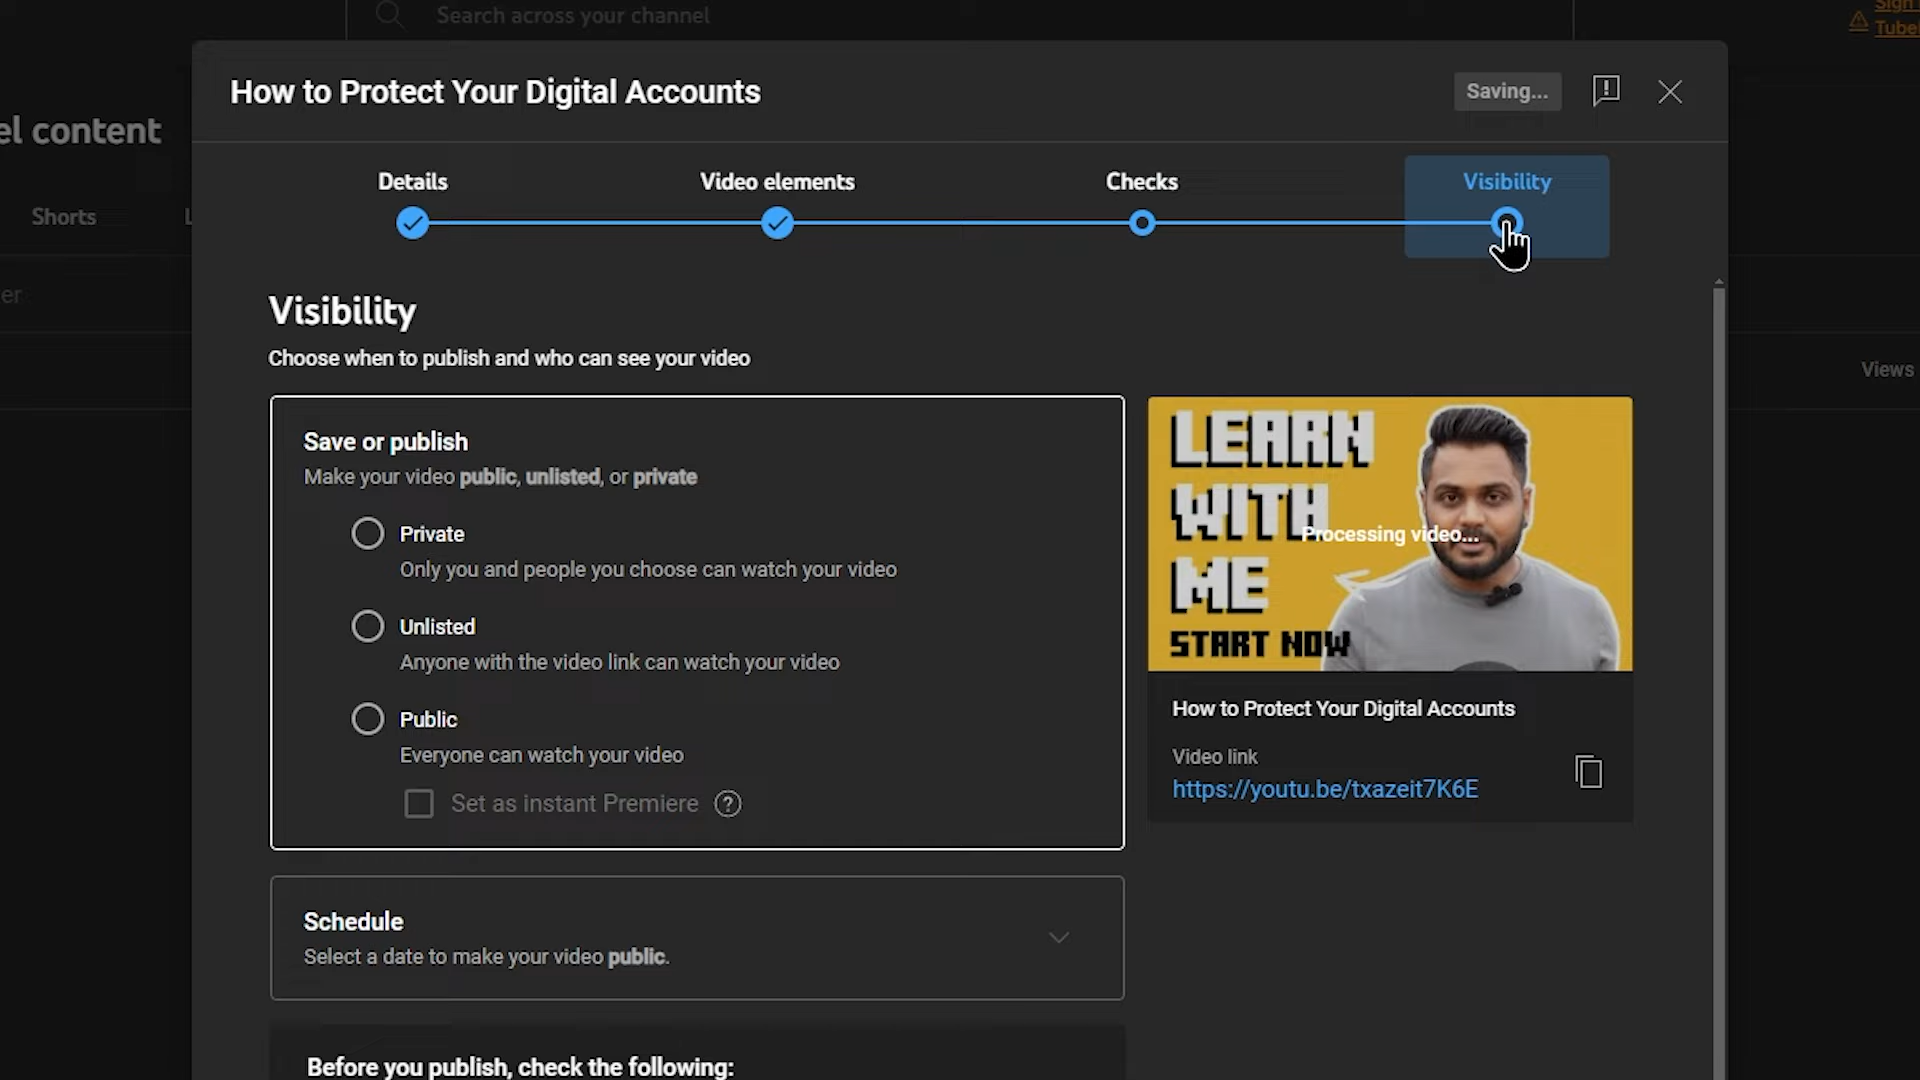 Search across your channel
Sign
Tube
How to Protect Your Digital Accounts
Saving...
el content
Details
Video elements
Checks
Visibility
Shorts
L
er
Visibility
Choose when to publish and who can see your video
Views
Save or publish
Make your video public, unlisted, or private
Private
Only you and people you choose can watch your video
Unlisted
Anyone with the video link can watch your video
Public
Everyone can watch your video
Set as instant Premiere
LEARN
WITH
Processing video...
ME
START NOW
How to Protect Your Digital Accounts
Video link
https://youtu.be/txazeit7K6E
Schedule
Select a date to make your video public.
Before you publish, check the following: